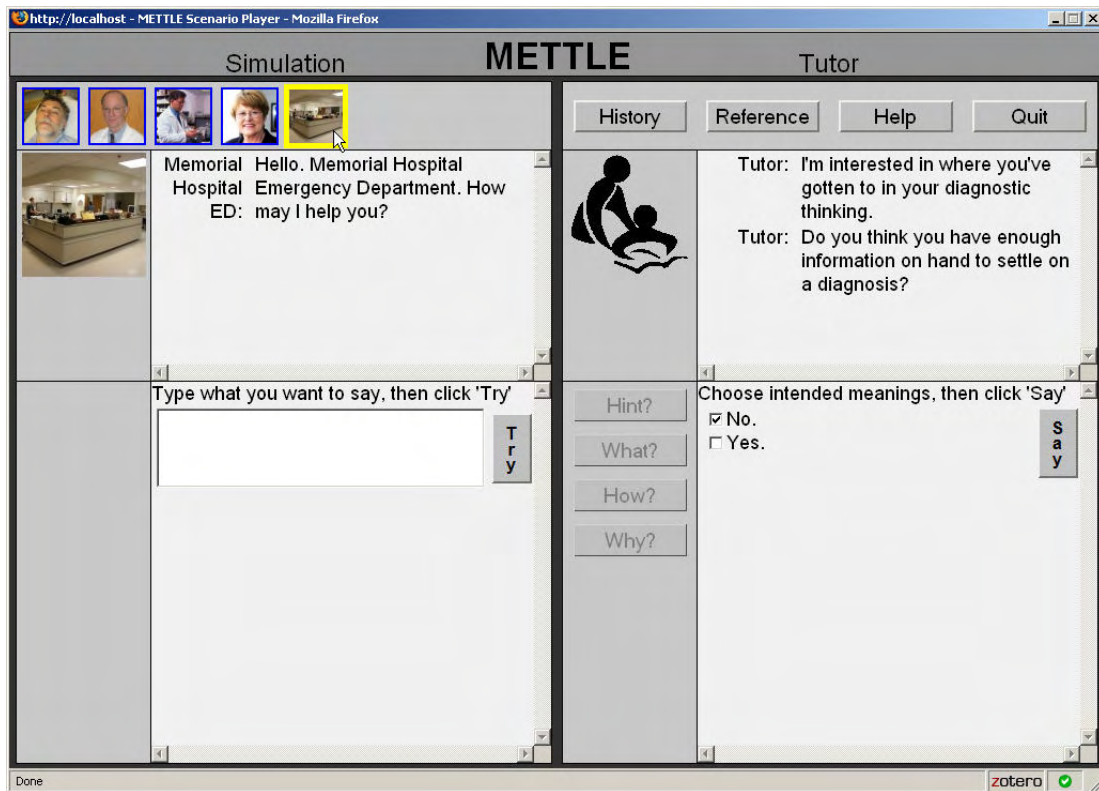 http://localhost - METTLE Scenario Player - Mozilla Firefox
Simulation
METTLE
Tutor
Memorial Hospital ED: Hello. Memorial Hospital
Emergency Department. How
may I help you?
Type what you want to say, then click 'Try'
Try
History
Reference
Help
Quit
Tutor: I'm interested in where you've
gotten to in your diagnostic
thinking.
Tutor: Do you think you have enough
information on hand to settle on
a diagnosis?
Hint?
What?
How?
Why?
Choose intended meanings, then click 'Say'
No.
Yes.
Say
Done
zotero